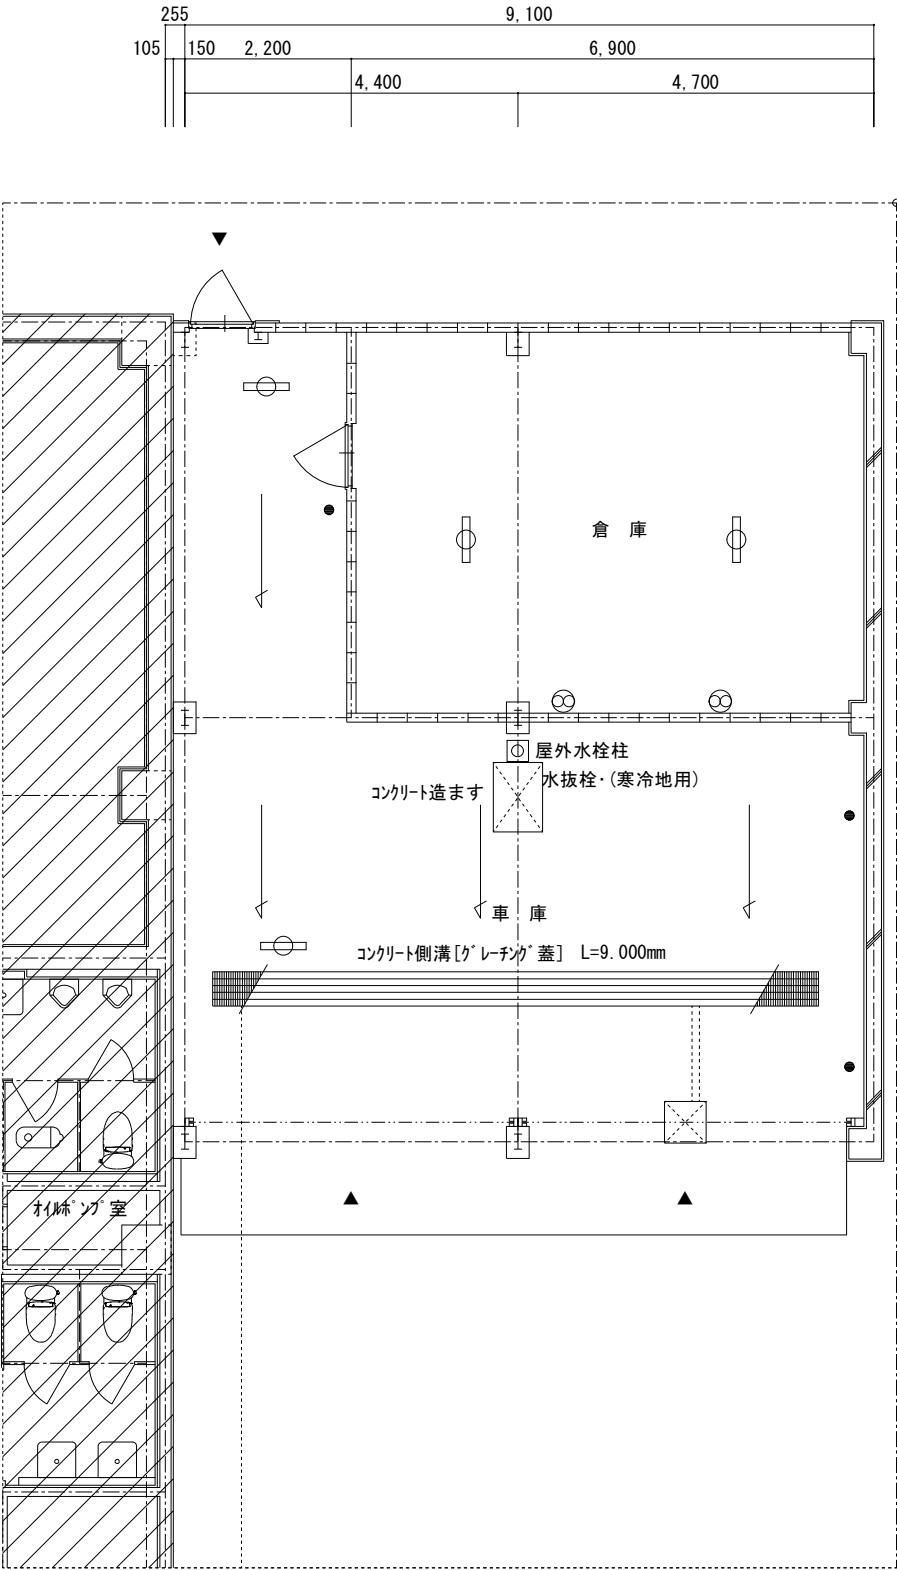 255 9,100
105 150 2,200 6,900
4,400 4,700
倉 庫
屋外水栓柱
水抜栓・(寒冷地用)
コンクリート造ます
車 庫
コンクリート側溝[グレーチング蓋] L=9.000mm
オイルポンプ室